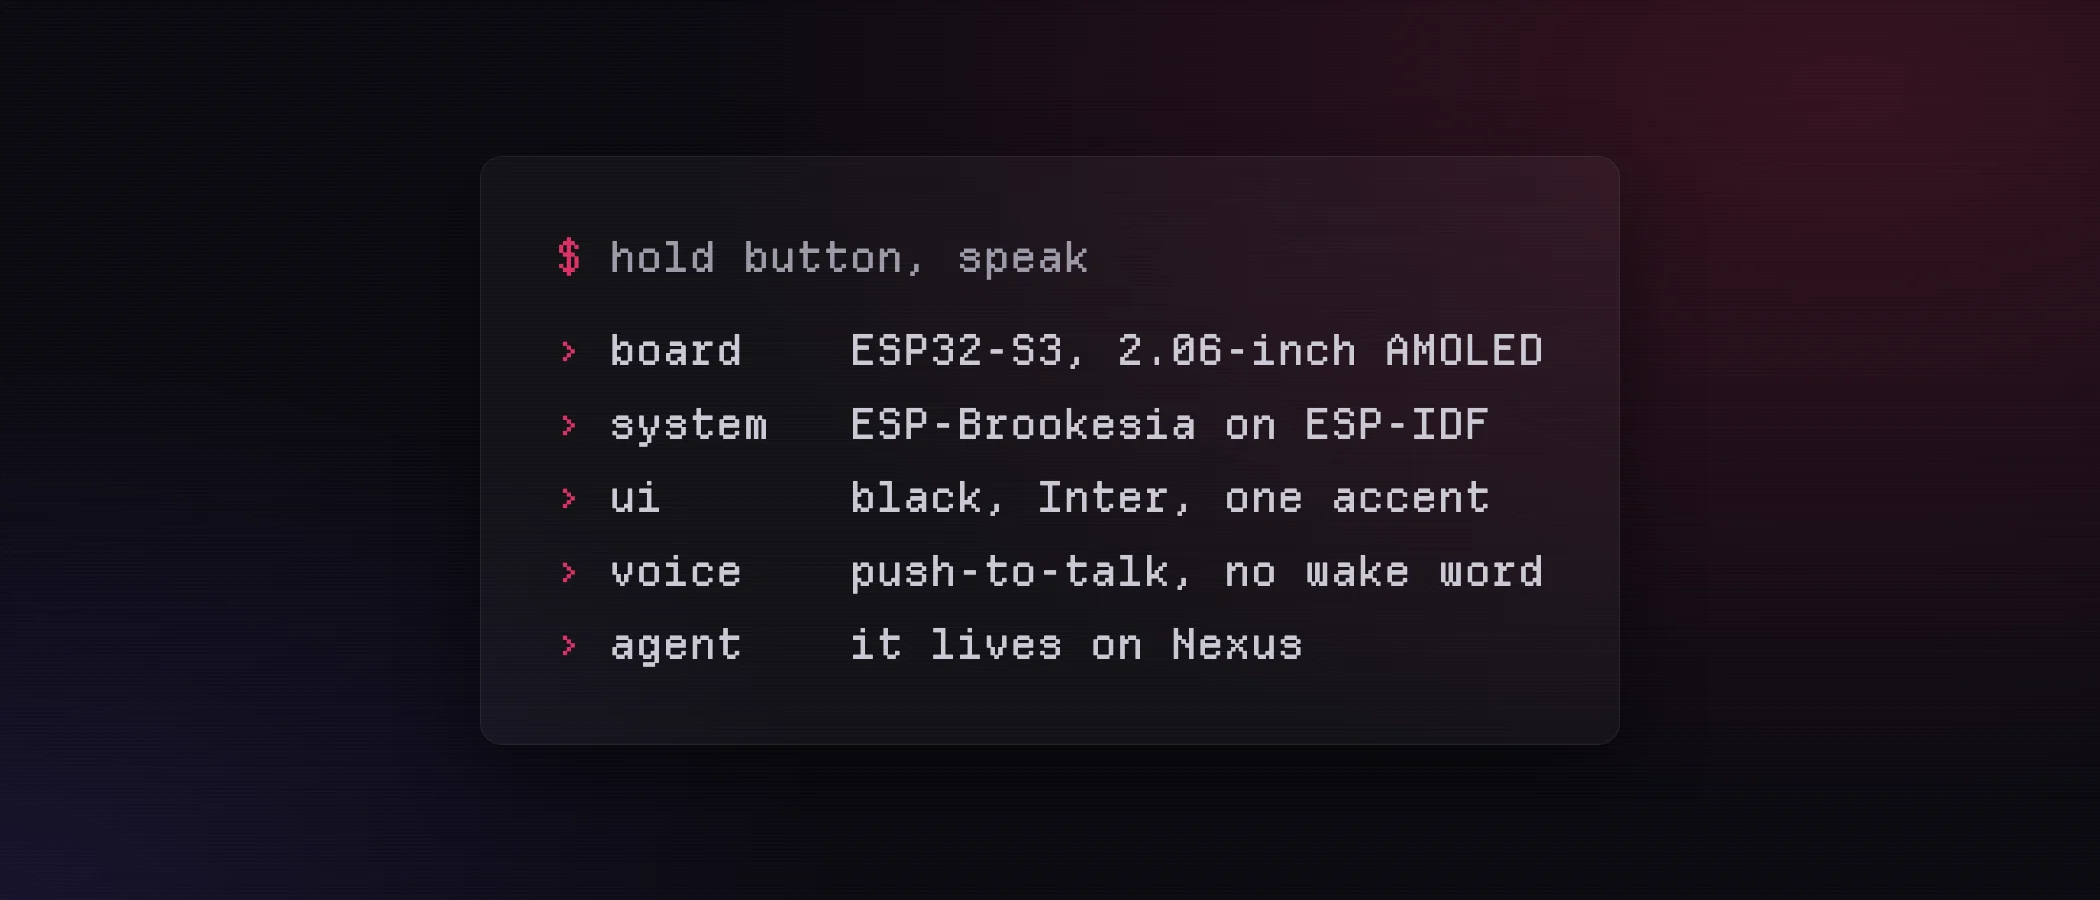 $ hold button, speak
> board ESP32-S3, 2.06-inch AMOLED
> system ESP-Brookesia on ESP-IDF
> ui black, Inter, one accent
> voice push-to-talk, no wake word
> agent it lives on Nexus